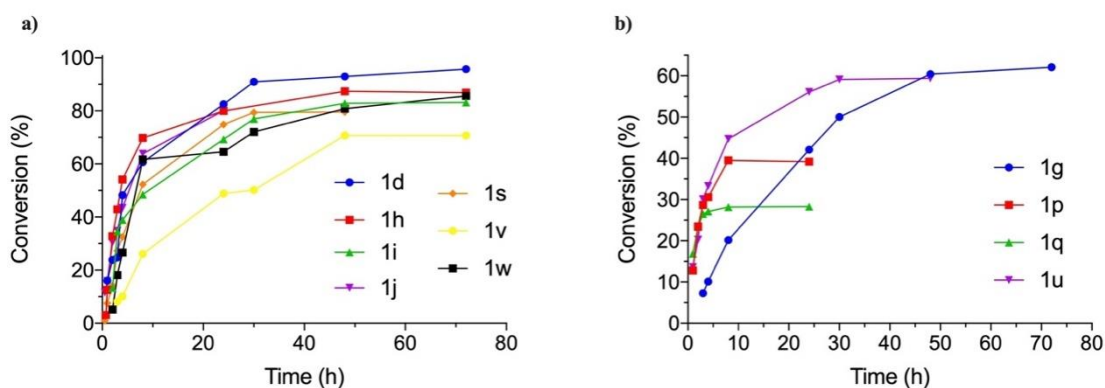 a)
Conversion (%)
100
80
60
40
20
0
0 20 40 60 80
Time (h)
1d
1h
1i
1j
1s
1v
1w
b)
Conversion (%)
60
50
40
30
20
10
0
0 10 20 30 40 50 60 70 80
Time (h)
1g
1p
1q
1u